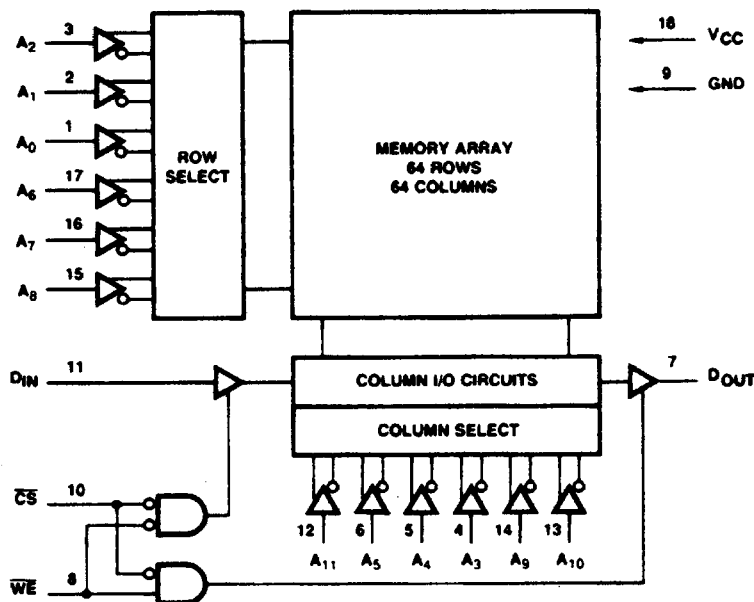 A2 3
A1 2
A0 1
A6 17
A7 16
A8 15
ROW
SELECT
MEMORY ARRAY
64 ROWS
64 COLUMNS
18 VCC
9 GND
DIN 11
COLUMN I/O CIRCUITS
7 DOUT
COLUMN SELECT
CS 10
WE 8
12 6 5 4 14 13
A11 A5 A4 A3 A9 A10